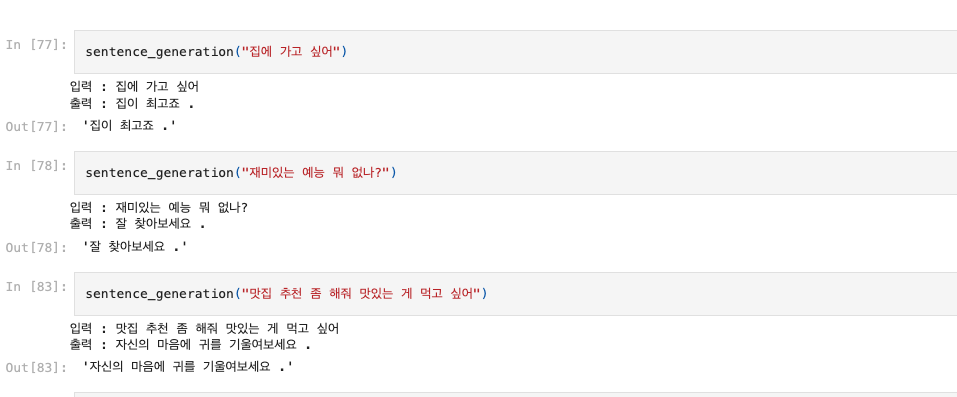 In [77]: sentence_generation("집에 가고 싶어")
입력 : 집에 가고 싶어
출력 : 집이 최고죠 .
Out[77]: '집이 최고죠 .'
In [78]: sentence_generation("재미있는 예능 뭐 없나?")
입력 : 재미있는 예능 뭐 없나?
출력 : 잘 찾아보세요 .
Out[78]: '잘 찾아보세요 .'
In [83]: sentence_generation("맛집 추천 좀 해줘 맛있는 게 먹고 싶어")
입력 : 맛집 추천 좀 해줘 맛있는 게 먹고 싶어
출력 : 자신의 마음에 귀를 기울여보세요 .
Out[83]: '자신의 마음에 귀를 기울여보세요 .'